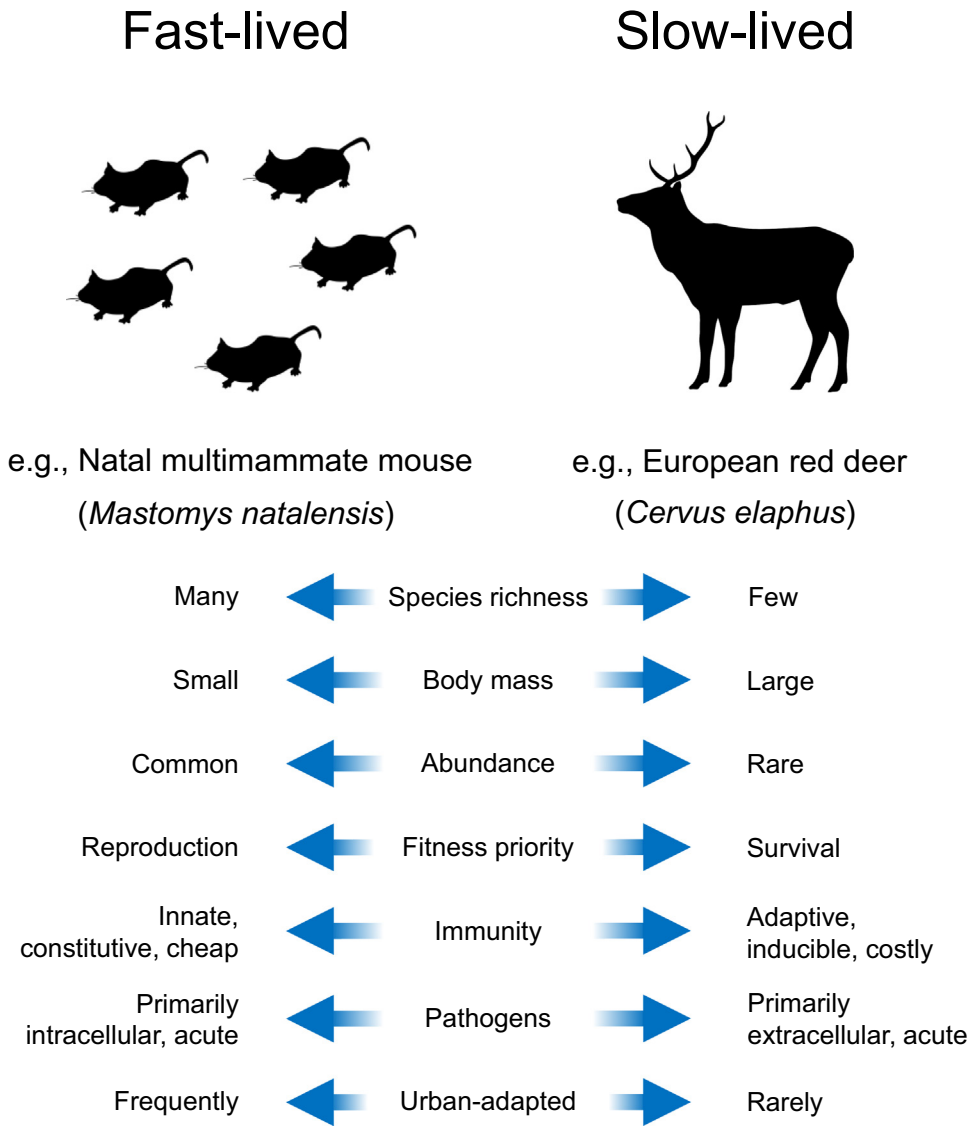 Fast-lived
Slow-lived
e.g., Natal multimammate mouse
(Mastomys natalensis)
e.g., European red deer
(Cervus elaphus)
Many Species richness Few
Small Body mass Large
Common Abundance Rare
Reproduction Fitness priority Survival
Innate,
constitutive, cheap
Immunity
Adaptive,
inducible, costly
Primarily
intracellular, acute
Pathogens
Primarily
extracellular, acute
Frequently Urban-adapted Rarely